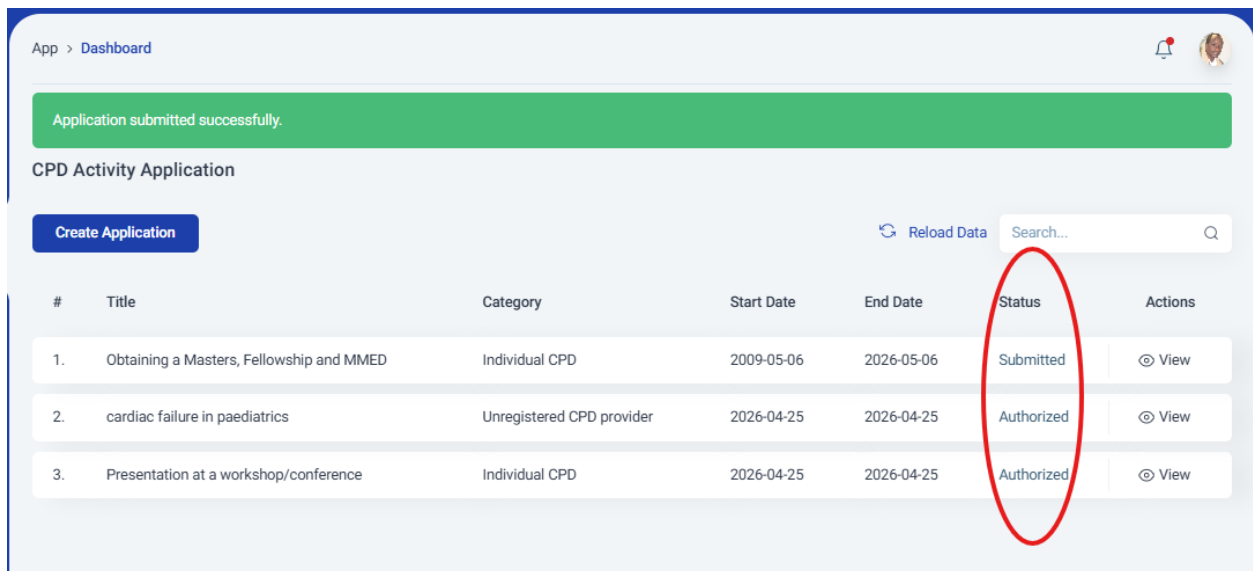 App > Dashboard
Application submitted successfully.
CPD Activity Application
Create Application
Reload Data
Search...
# Title Category Start Date End Date Status Actions
1. Obtaining a Masters, Fellowship and MMED Individual CPD 2009-05-06 2026-05-06 Submitted View
2. cardiac failure in paediatrics Unregistered CPD provider 2026-04-25 2026-04-25 Authorized View
3. Presentation at a workshop/conference Individual CPD 2026-04-25 2026-04-25 Authorized View